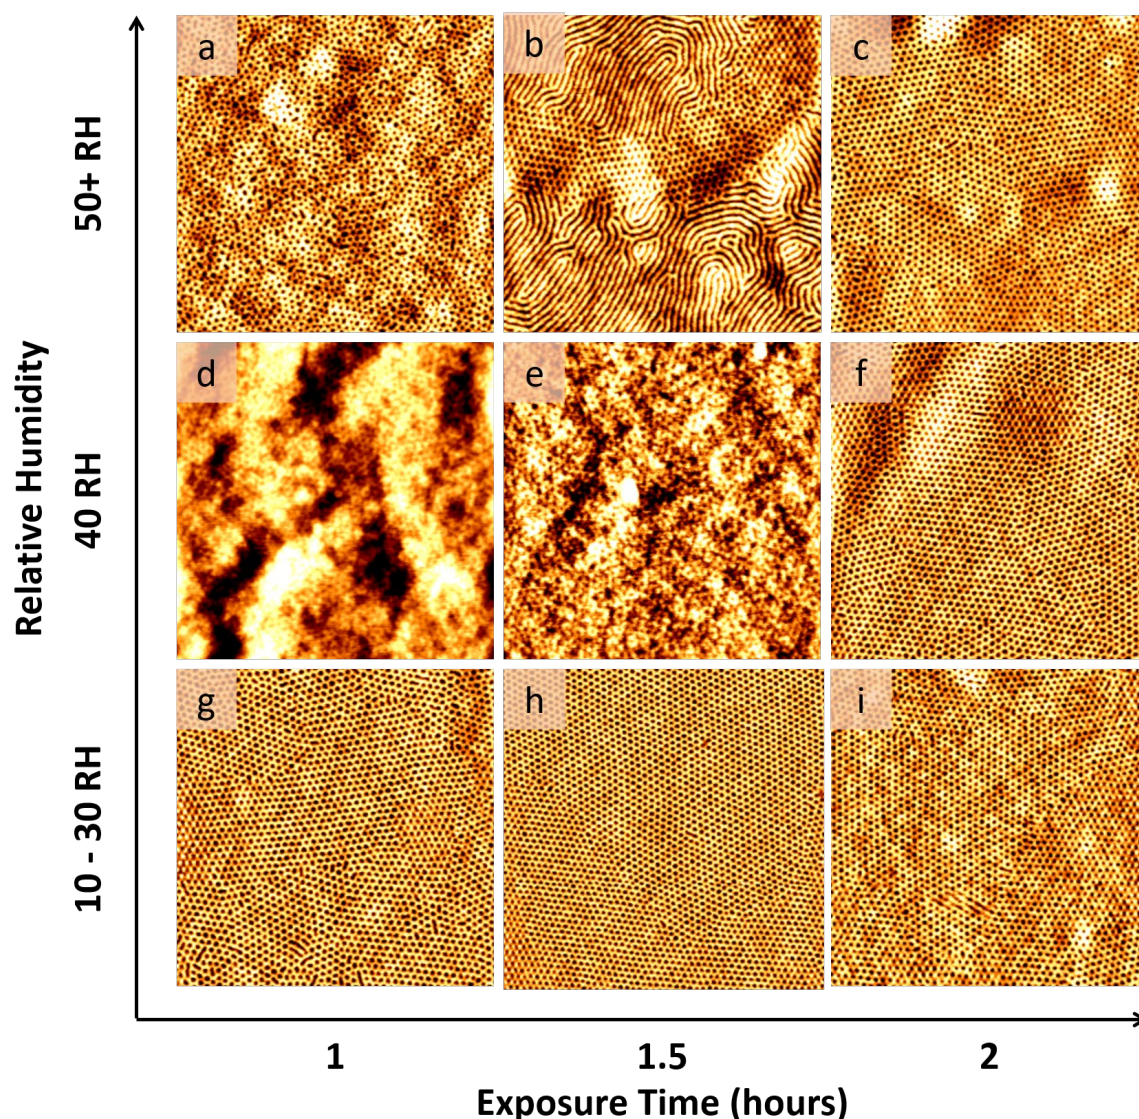 Relative Humidity
50+ RH
a
b
c
40 RH
d
e
f
10 - 30 RH
g
h
i
1
1.5
2
Exposure Time (hours)